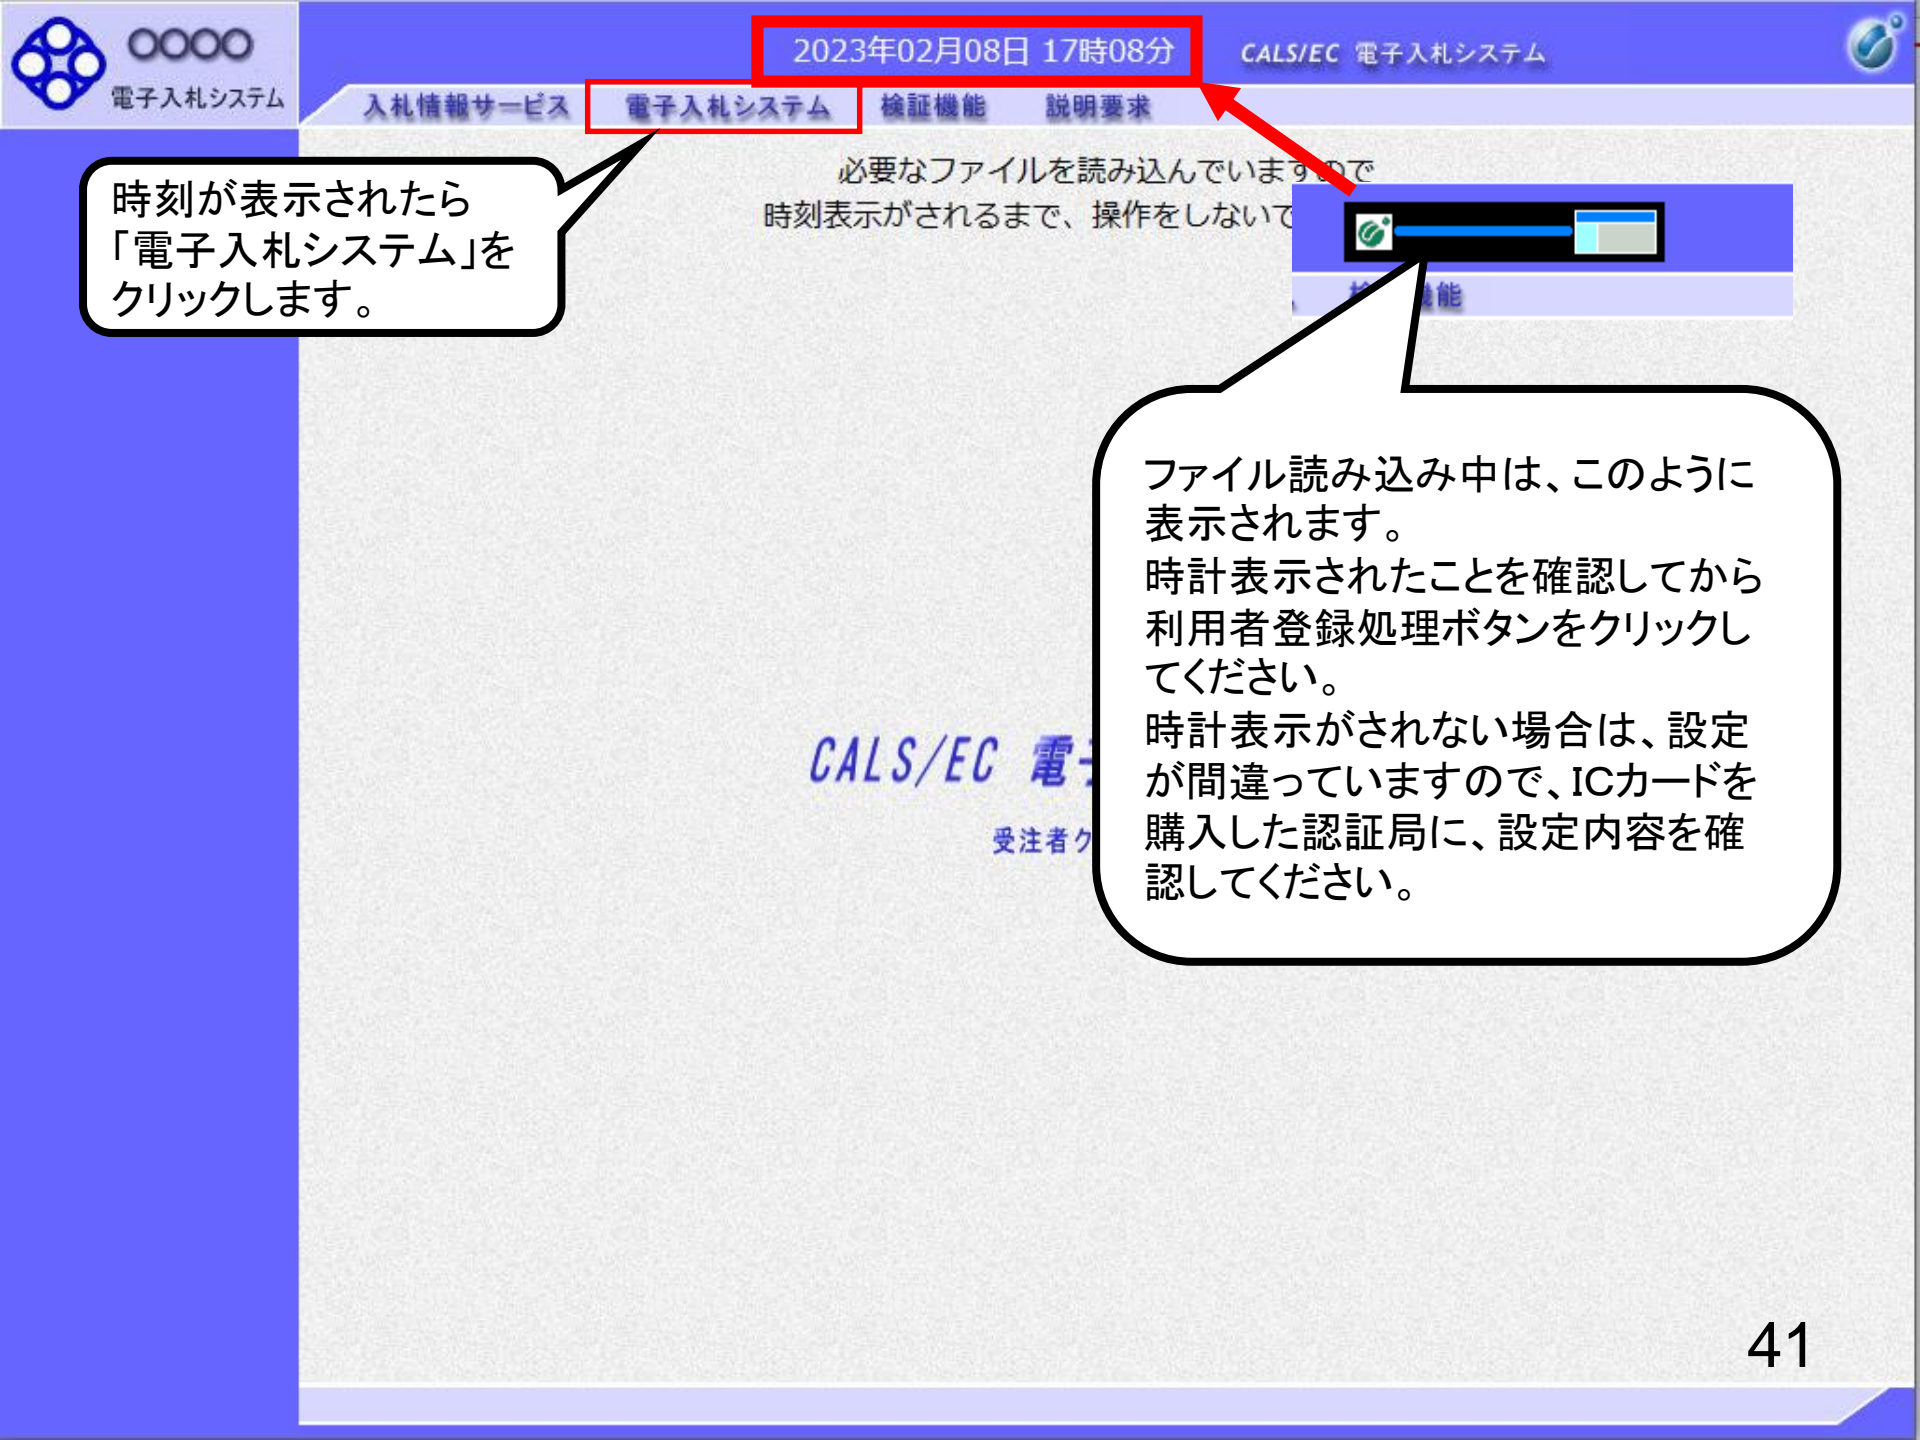 〇〇〇〇
電子入札システム
2023年02月08日 17時08分
CALS/EC 電子入札システム
入札情報サービス 電子入札システム 検証機能 説明要求
必要なファイルを読み込んでいますので
時刻表示がされるまで、操作をしないで
時刻が表示されたら
「電子入札システム」を
クリックします。
機能
ファイル読み込み中は、このように
表示されます。
時計表示されたことを確認してから
利用者登録処理ボタンをクリックし
てください。
時計表示がされない場合は、設定
が間違っていますので、ICカードを
購入した認証局に、設定内容を確
認してください。
CALS/EC 電子
受注者ク
41